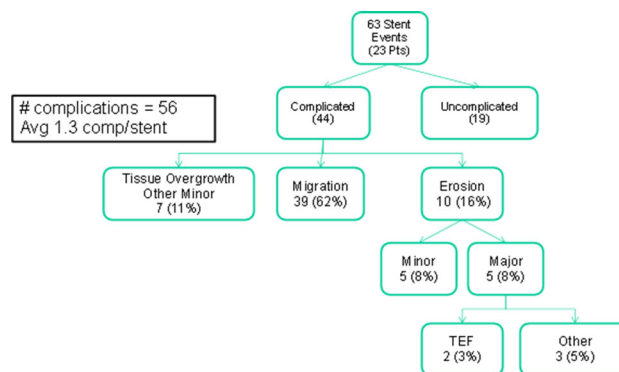 63 Stent
Events
(23 Pts)
# complications = 56
Avg 1.3 comp/stent
Complicated
(44)
Uncomplicated
(19)
Tissue Overgrowth
Other Minor
7 (11%)
Migration
39 (62%)
Erosion
10 (16%)
Minor
5 (8%)
Major
5 (8%)
TEF
2 (3%)
Other
3 (5%)